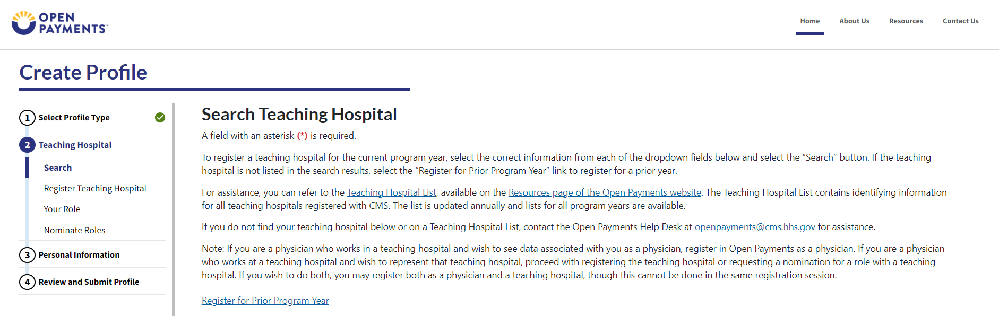 OPEN
PAYMENTS™
Home
About Us
Resources
Contact Us
Create Profile
1 Select Profile Type
2 Teaching Hospital
Search
Register Teaching Hospital
Your Role
Nominate Roles
3 Personal Information
4 Review and Submit Profile
Search Teaching Hospital
A field with an asterisk (*) is required.
To register a teaching hospital for the current program year, select the correct information from each of the dropdown fields below and select the “Search” button. If the teaching
hospital is not listed in the search results, select the “Register for Prior Program Year” link to register for a prior year.
For assistance, you can refer to the Teaching Hospital List, available on the Resources page of the Open Payments website. The Teaching Hospital List contains identifying information
for all teaching hospitals registered with CMS. The list is updated annually and lists for all program years are available.
If you do not find your teaching hospital below or on a Teaching Hospital List, contact the Open Payments Help Desk at openpayments@cms.hhs.gov for assistance.
Note: If you are a physician who works in a teaching hospital and wish to see data associated with you as a physician, register in Open Payments as a physician. If you are a physician
who works at a teaching hospital and wish to represent that teaching hospital, proceed with registering the teaching hospital or requesting a nomination for a role with a teaching
hospital. If you wish to do both, you may register both as a physician and a teaching hospital, though this cannot be done in the same registration session.
Register for Prior Program Year